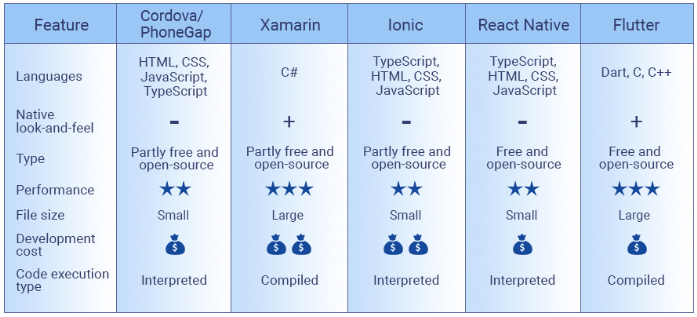 Feature Cordova/ PhoneGap Xamarin Ionic React Native Flutter
Languages HTML, CSS, JavaScript, TypeScript C# TypeScript, HTML, CSS, JavaScript TypeScript, HTML, CSS, JavaScript Dart, C, C++
Native look-and-feel - + - - +
Type Partly free and open-source Partly free and open-source Partly free and open-source Free and open-source Free and open-source
Performance ★★ ★★★ ★★ ★★ ★★★
File size Small Large Small Small Large
Development cost $ $ $ $ $ $ $
Code execution type Interpreted Compiled Interpreted Interpreted Compiled